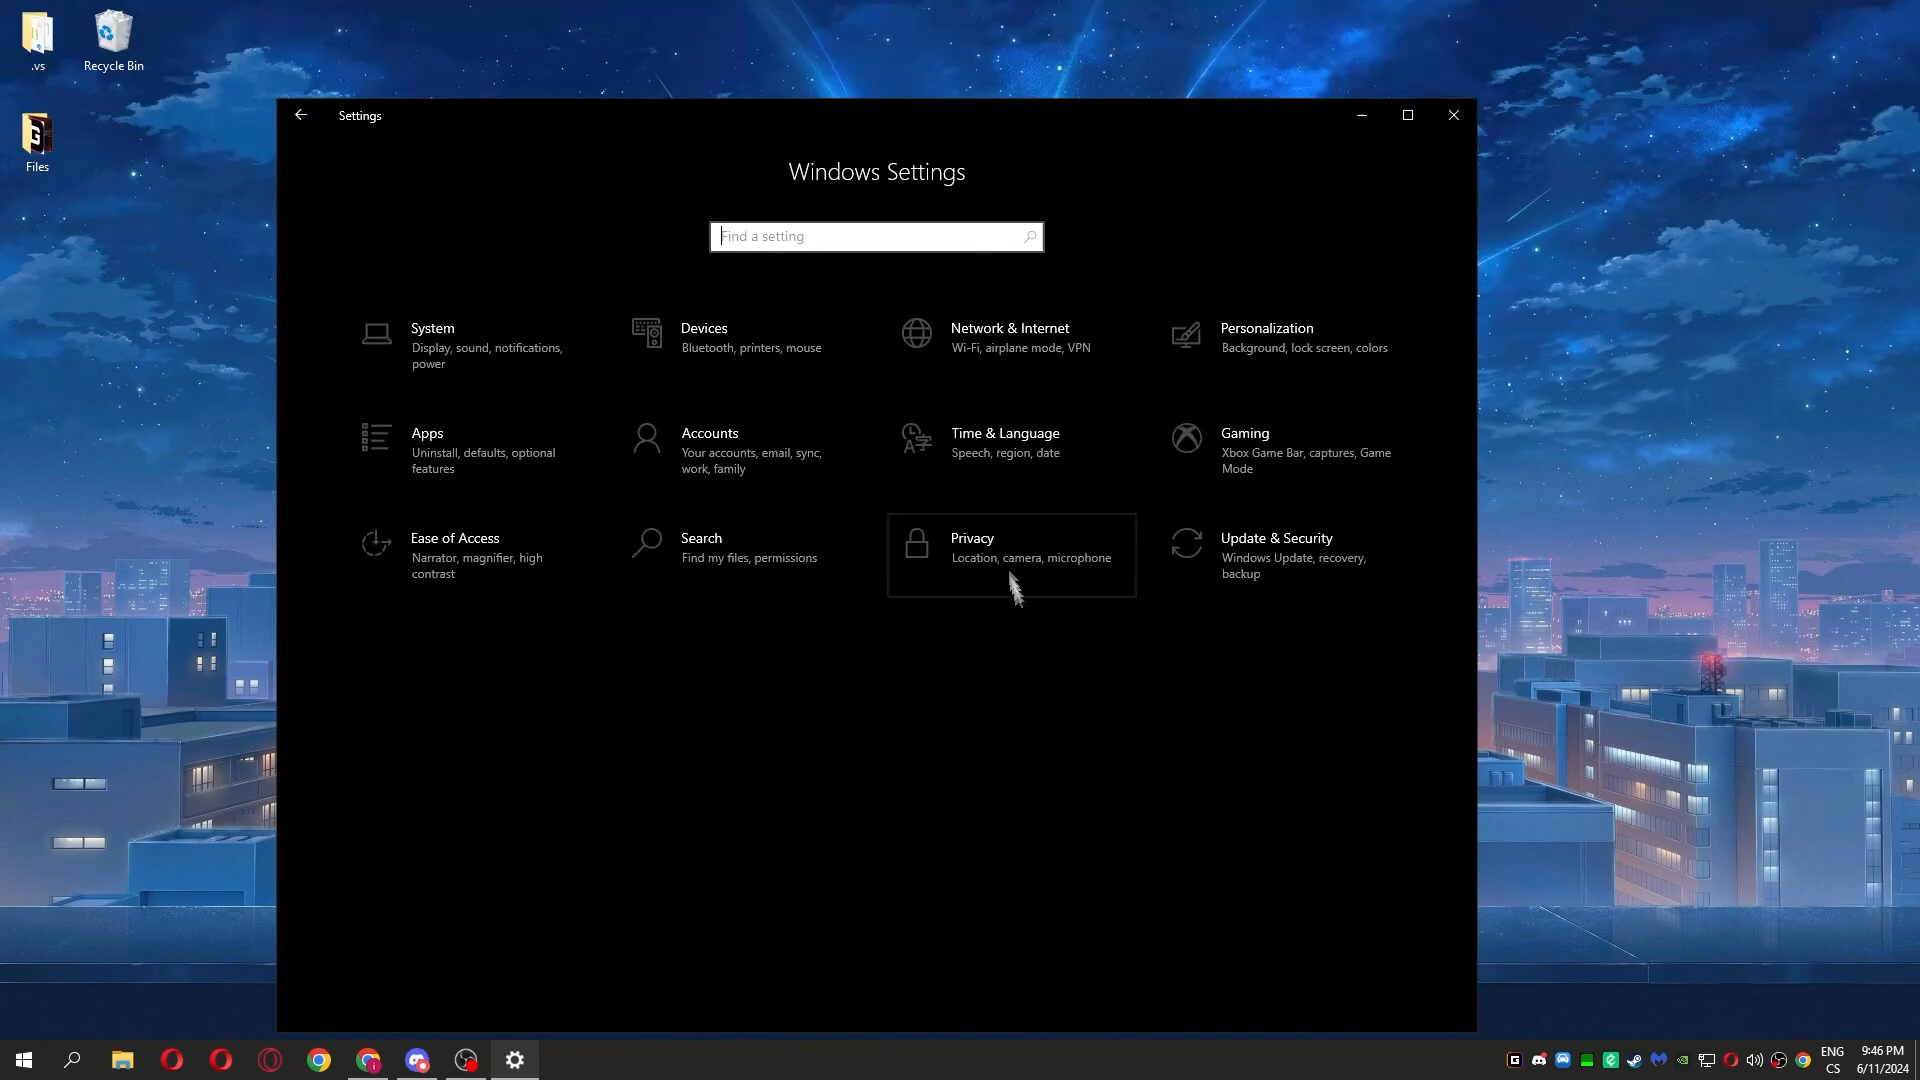 .vs
Recycle Bin
Files
Settings
Windows Settings
Find a setting
System
Display, sound, notifications,
power
Devices
Bluetooth, printers, mouse
Network & Internet
Wi-Fi, airplane mode, VPN
Personalization
Background, lock screen, colors
Apps
Uninstall, defaults, optional
features
Accounts
Your accounts, email, sync,
work, family
Time & Language
Speech, region, date
Gaming
Xbox Game Bar, captures, Game
Mode
Ease of Access
Narrator, magnifier, high
contrast
Search
Find my files, permissions
Privacy
Location, camera, microphone
Update & Security
Windows Update, recovery,
backup
ENG
CS
9:46 PM
6/11/2024